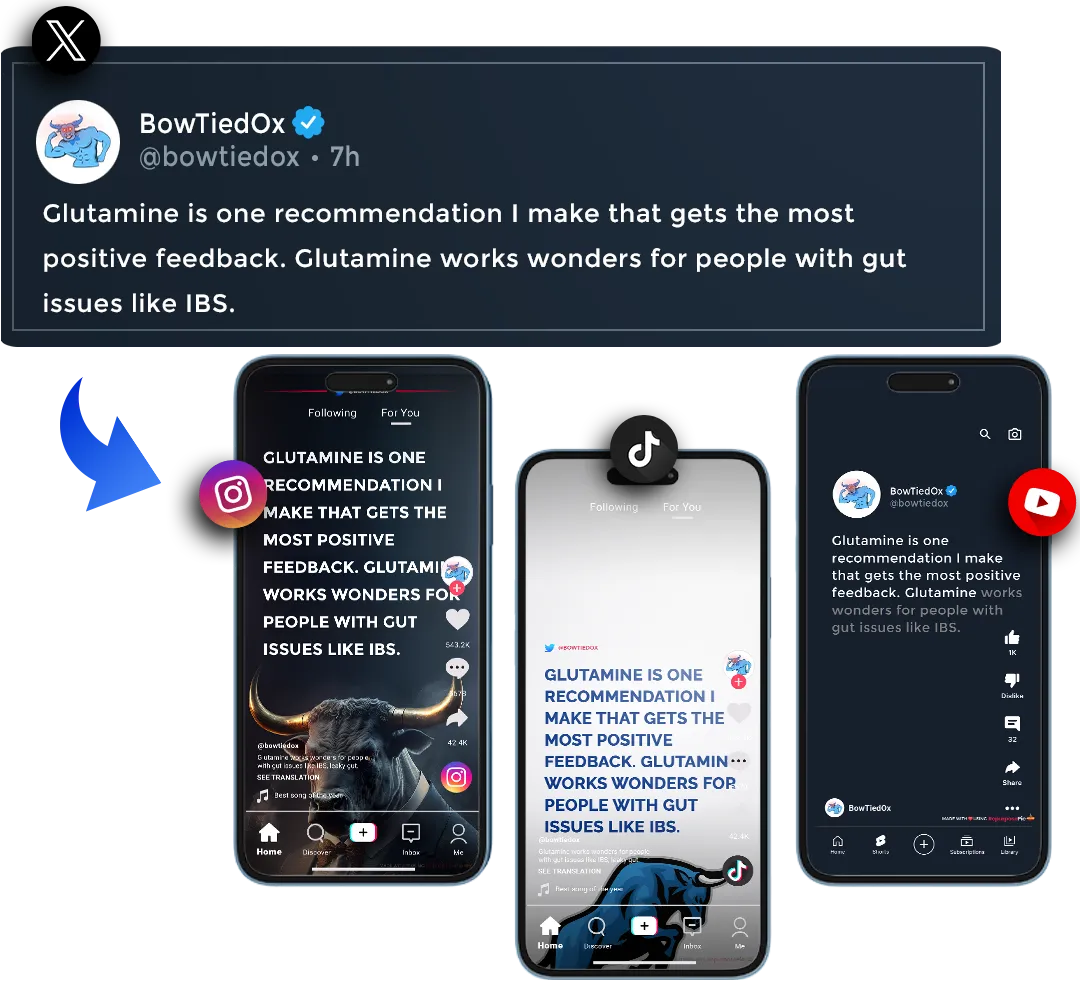 BowTiedOx
@bowtiedox • 7h
Glutamine is one recommendation I make that gets the most
positive feedback. Glutamine works wonders for people with gut
issues like IBS.
Following For You
GLUTAMINE IS ONE
RECOMMENDATION I
MAKE THAT GETS THE
MOST POSITIVE
FEEDBACK. GLUTAMI
WORKS WONDERS FOR
PEOPLE WITH GUT
ISSUES LIKE IBS.
543.2K
42.4K
@bowtiedox
Glutamine works wonders for people,
with gut issues like IBS, leaky gut.
SEE TRANSLATION
Best song of the year
Home
Discover
Inbox
Me
Following For You
@BOWTIEDOX
GLUTAMINE IS ONE
RECOMMENDATION I
MAKE THAT GETS THE
MOST POSITIVE
FEEDBACK. GLUTAMIN
WORKS WONDERS FOR
PEOPLE WITH GUT
ISSUES LIKE IBS.
42.4K
@bowtiedox
Glutamine works wonders for people,
with gut issues like IBS, leaky gut.
SEE TRANSLATION
Best song of the year
Home
Discover
Inbox
Me
BowTiedOx
@bowtiedox
Glutamine is one
recommendation I make
that gets the most positive
feedback. Glutamine works
wonders for people with
gut issues like IBS.
1K
Dislike
32
Share
BowTiedOx
MADE WITH USING RepurposePie
Home
Shorts
Subscriptions
Library